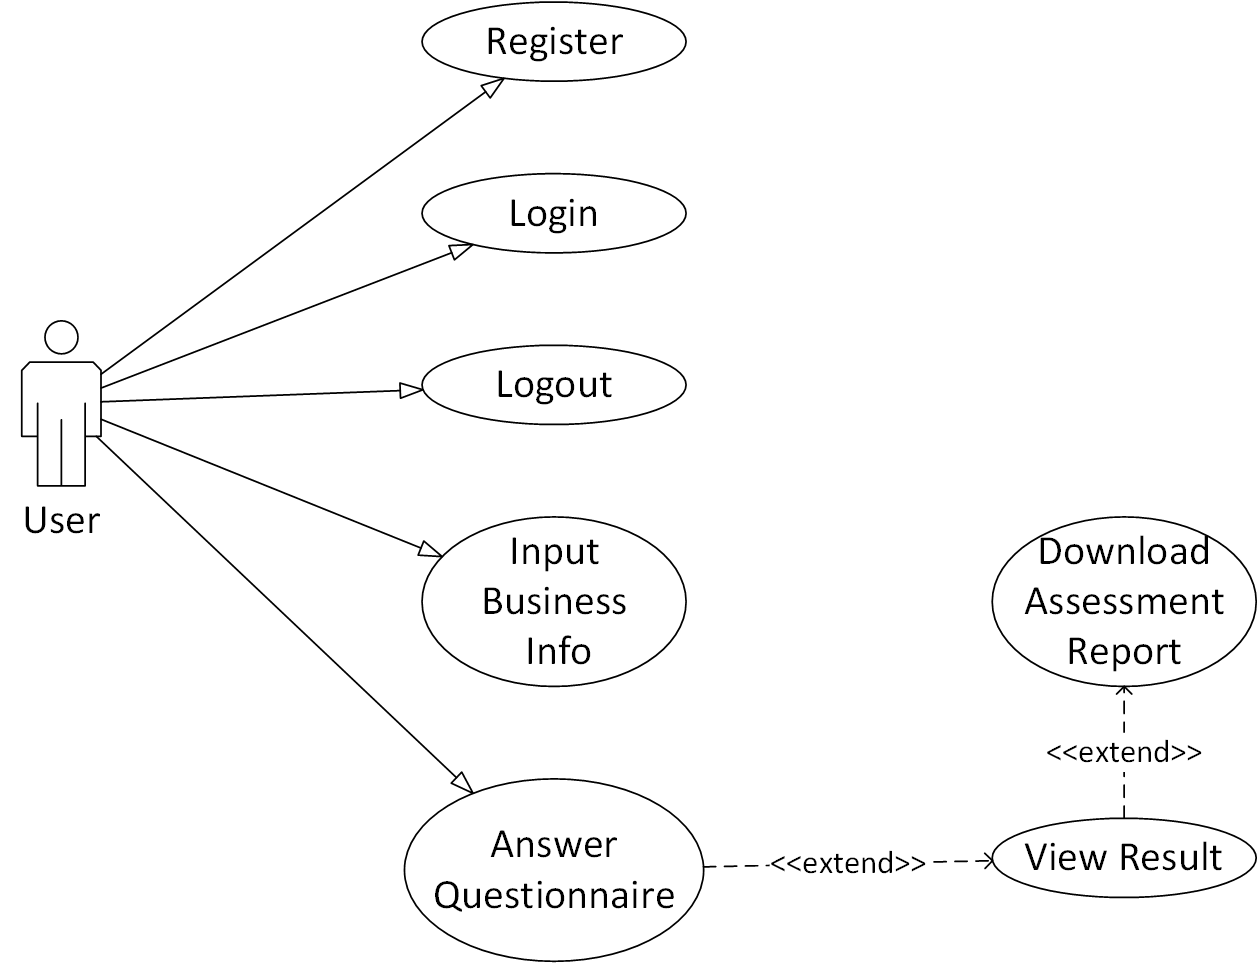 Register
Login
Logout
User
Input
Business
Info
Download
Assessment
Report
<<extend>>
Answer
Questionnaire
<<extend>>
View Result